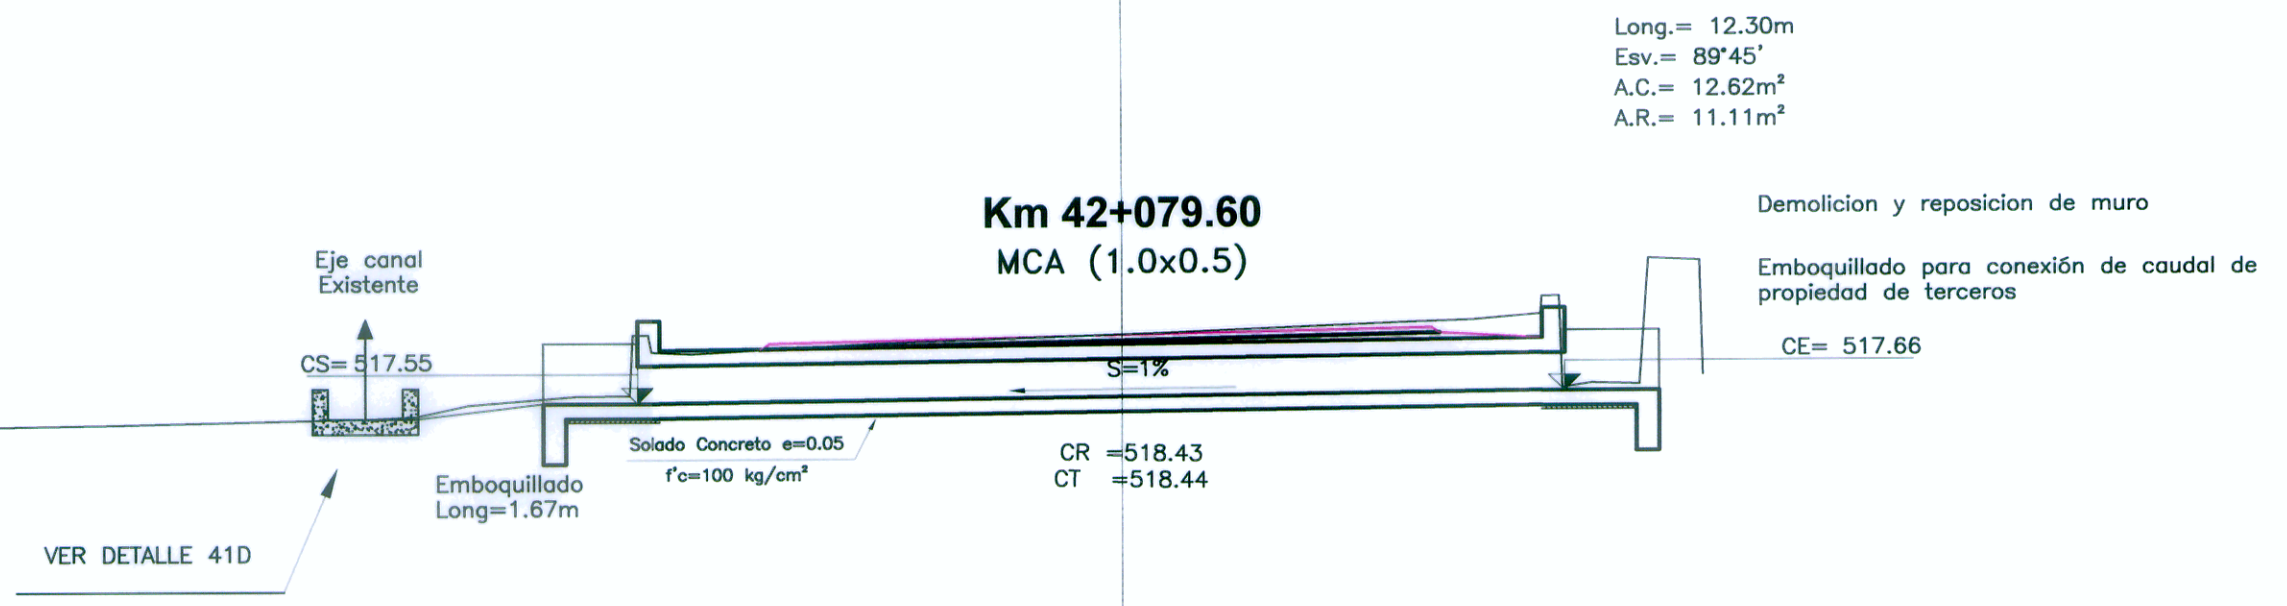 Long.= 12.30m
Esv.= 89°45'
A.C.= 12.62m²
A.R.= 11.11m²
Km 42+079.60
MCA (1.0x0.5)
Demolicion y reposicion de muro
Emboquillado para conexión de caudal de
propiedad de terceros
CE= 517.66
Eje canal
Existente
CS= 517.55
S=1%
Solado Concreto e=0.05
f'c=100 kg/cm²
CR =518.43
CT =518.44
Emboquillado
Long=1.67m
VER DETALLE 41D